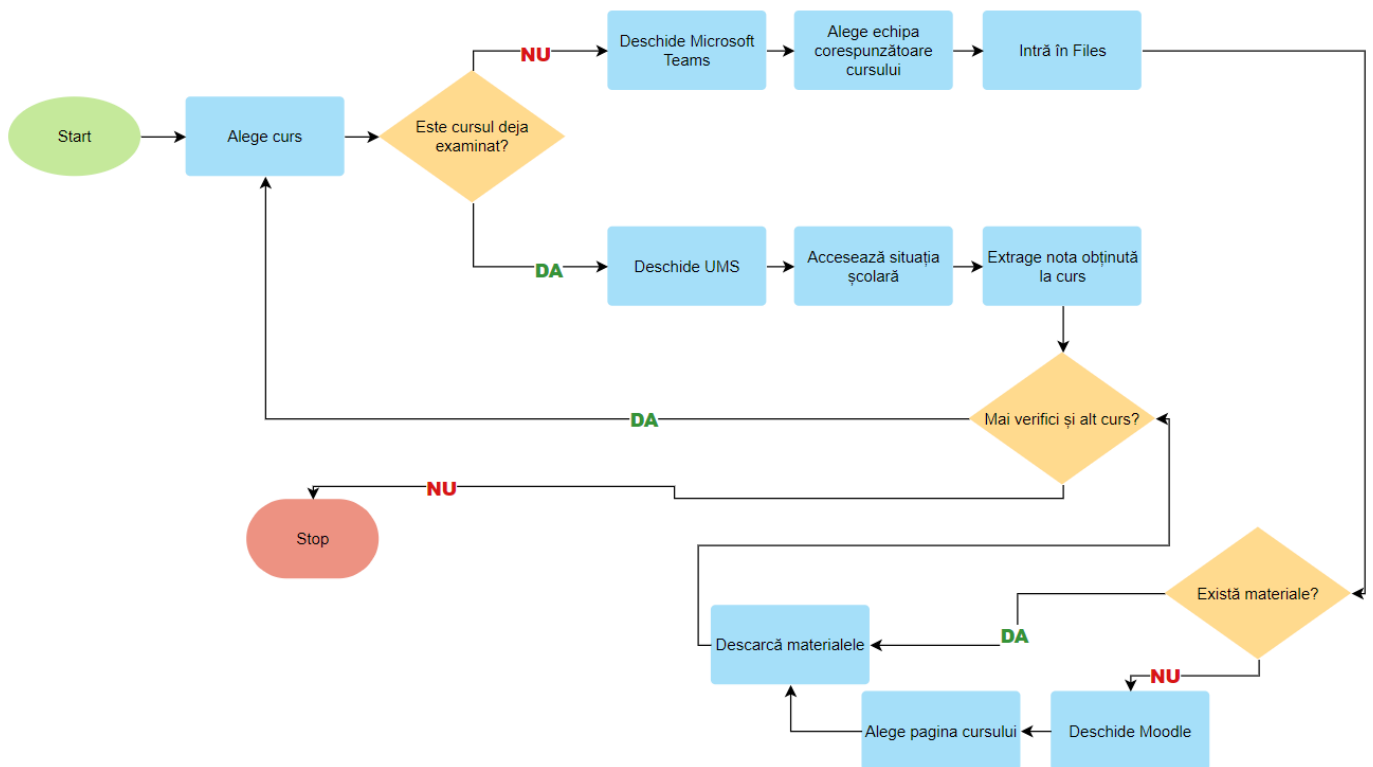 Start
Alege curs
Este cursul deja
examinat?
NU
Deschide Microsoft
Teams
Alege echipa
corespunzătoare
cursului
Intră în Files
DA
Deschide UMS
Accesează situația
școlară
Extrage nota obținută
la curs
Mai verifici și alt curs?
DA
NU
Stop
Există materiale?
DA
Descarcă materialele
NU
Alege pagina cursului
Deschide Moodle